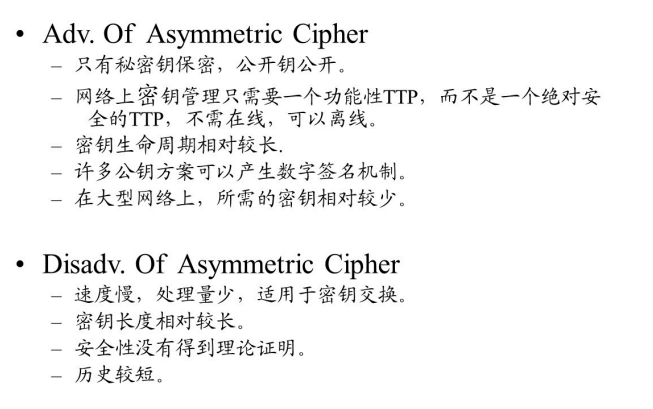 • Adv. Of Asymmetric Cipher
– 只有秘密钥保密，公开钥公开。
– 网络上密钥管理只需要一个功能性TTP，而不是一个绝对安
全的TTP，不需在线，可以离线。
– 密钥生命周期相对较长.
– 许多公钥方案可以产生数字签名机制。
– 在大型网络上，所需的密钥相对较少。
• Disadv. Of Asymmetric Cipher
– 速度慢，处理量少，适用于密钥交换。
– 密钥长度相对较长。
– 安全性没有得到理论证明。
– 历史较短。